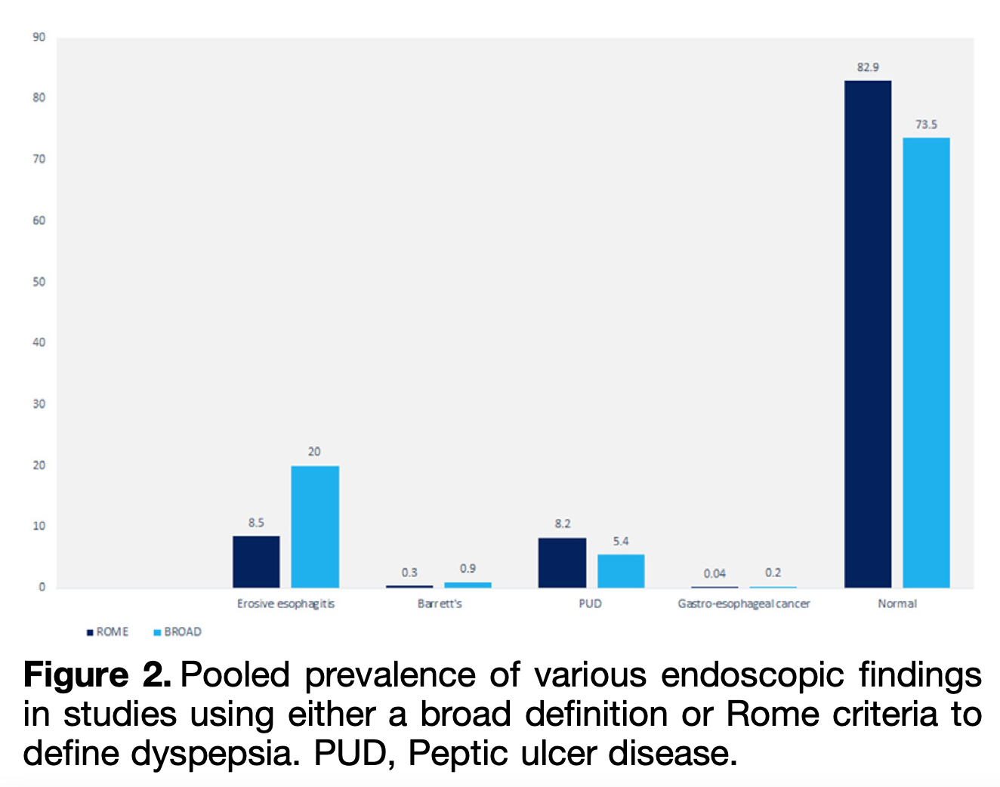 90
80
70
60
50
40
30
20
10
0
8.5
20
0.3
0.9
8.2
5.4
0.04
0.2
82.9
73.5
Erosive esophagitis
Barrett's
PUD
Gastro-esophageal cancer
Normal
ROME
BROAD
Figure 2. Pooled prevalence of various endoscopic findings
in studies using either a broad definition or Rome criteria to
define dyspepsia. PUD, Peptic ulcer disease.